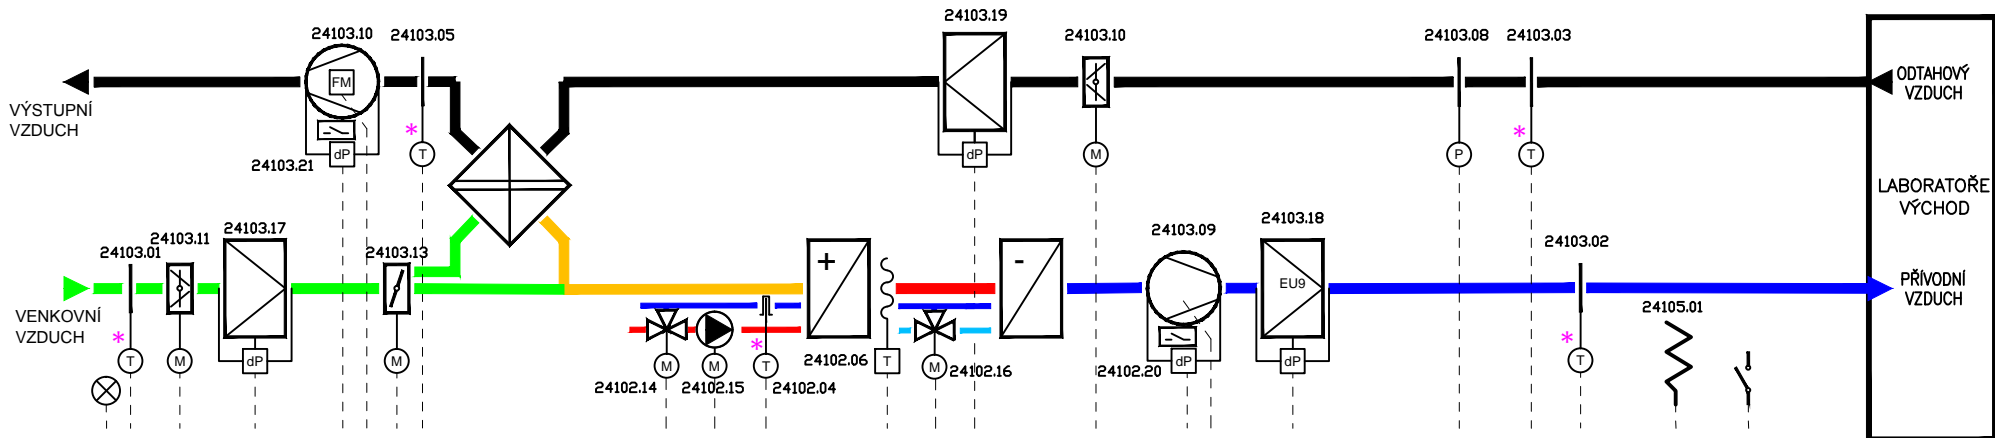 24103.19
24103.10
24103.05
24103.10
24103.08
24103.03
FM
ODTAHOVÝ
VZDUCH
VÝSTUPNÍ
VZDUCH
*
*
dP
T
dP
M
P
T
24103.21
LABORATOŘE
VÝCHOD
24103.17
24103.11
24103.01
24103.13
24103.09
24103.18
24103.02
+
-
EU9
PŘÍVODNÍ
VZDUCH
24105.01
VENKOVNÍ
VZDUCH
*
*
*
T
M
dP
M
M
M
T
24102.06
T
M
24102.20
dP
dP
T
24102.14
24102.15
24102.04
24102.16